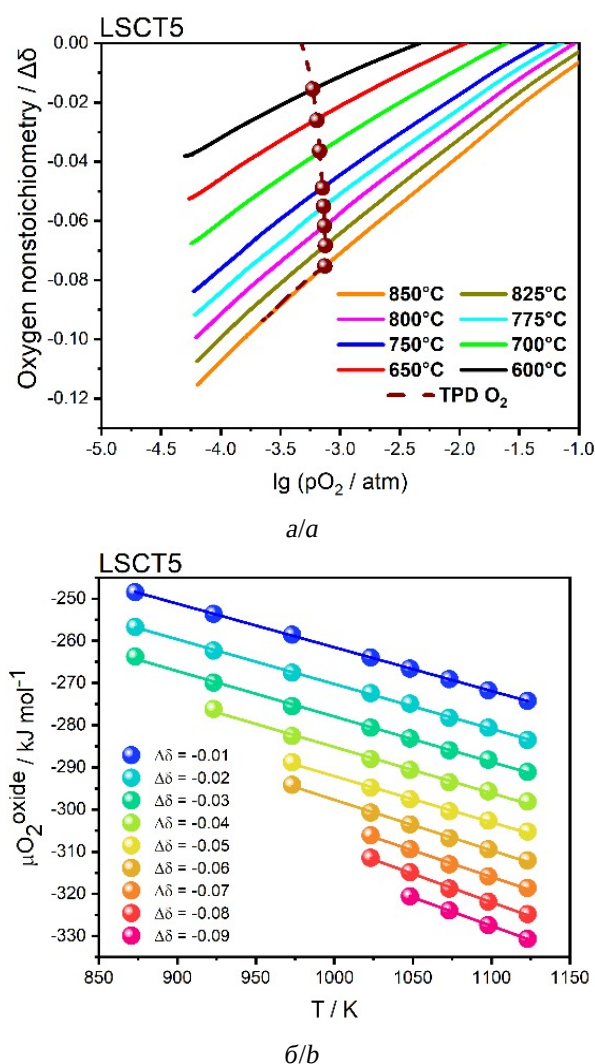 LSCT5
Oxygen nonstoichiometry / Δδ
0.00
-0.02
-0.04
-0.06
-0.08
-0.10
-0.12
850°C 825°C
800°C 775°C
750°C 700°C
650°C 600°C
TPD O₂
-5.0 -4.5 -4.0 -3.5 -3.0 -2.5 -2.0 -1.5 -1.0
lg (pO₂ / atm)
а/a
LSCT5
μO₂ᵒˣⁱᵈᵉ / kJ mol⁻¹
-250
-260
-270
-280
-290
-300
-310
-320
-330
Δδ = -0.01
Δδ = -0.02
Δδ = -0.03
Δδ = -0.04
Δδ = -0.05
Δδ = -0.06
Δδ = -0.07
Δδ = -0.08
Δδ = -0.09
850 900 950 1000 1050 1100 1150
T / K
б/b